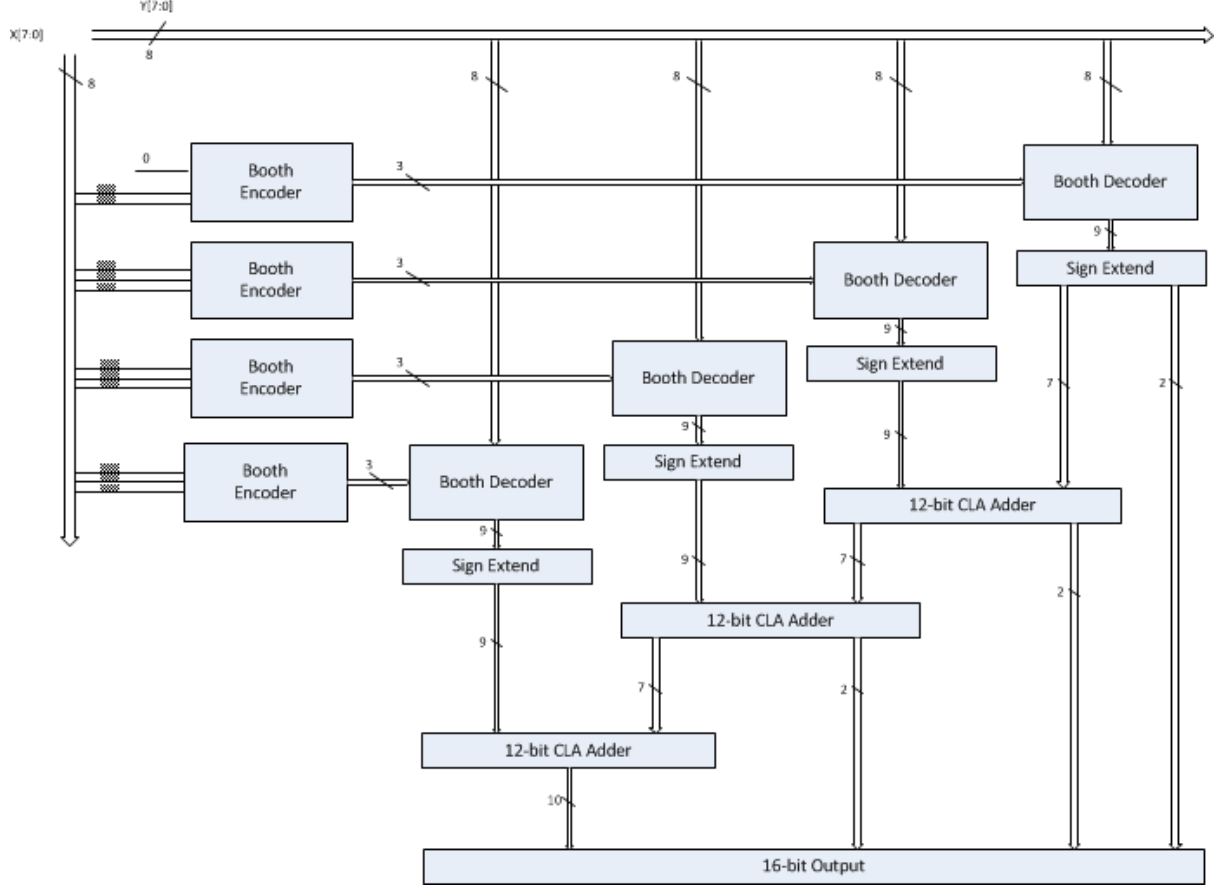 Y[7:0]
X[7:0]
8
8
8
8
8
8
0
Booth
Encoder
3
Booth Decoder
9
Sign Extend
Booth
Encoder
3
Booth Decoder
9
Sign Extend
7
2
Booth
Encoder
3
Booth Decoder
9
Sign Extend
9
Booth
Encoder
3
Booth Decoder
9
Sign Extend
12-bit CLA Adder
9
7
2
12-bit CLA Adder
9
7
2
12-bit CLA Adder
10
16-bit Output